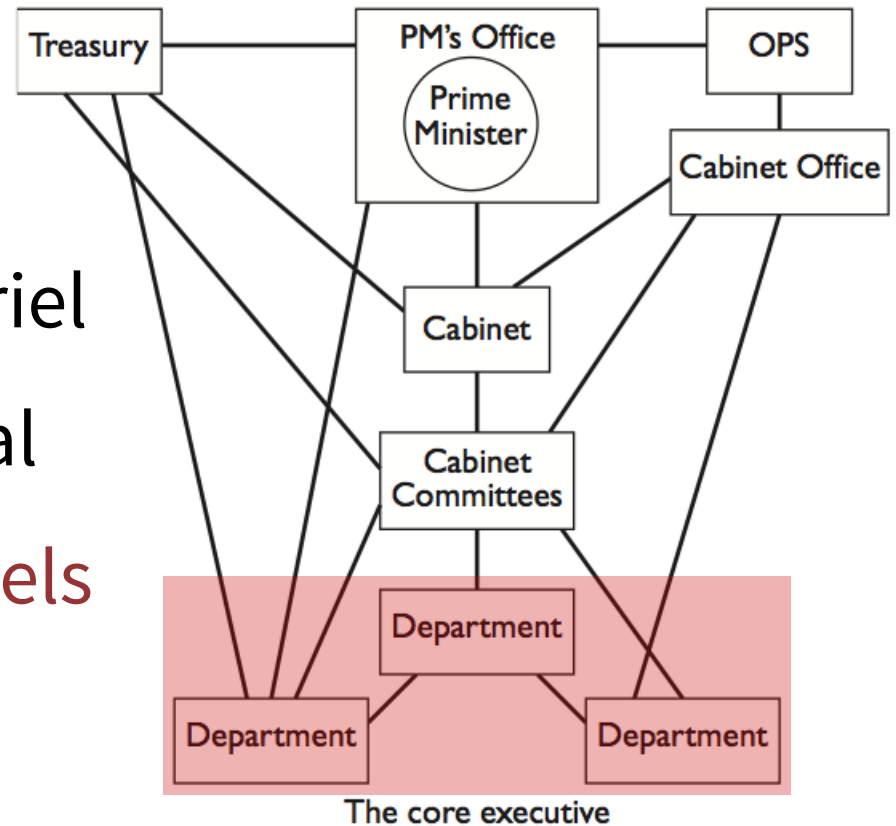 Treasury
PM's Office
OPS
Prime
Minister
Cabinet Office
riel
Cabinet
al
Cabinet
Committees
els
Department
Department
Department
The core executive